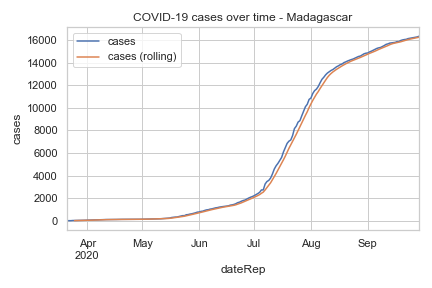 COVID-19 cases over time - Madagascar
cases
cases (rolling)
16000
14000
12000
10000
8000
6000
4000
2000
0
cases
Apr May Jun Jul Aug Sep
2020
dateRep